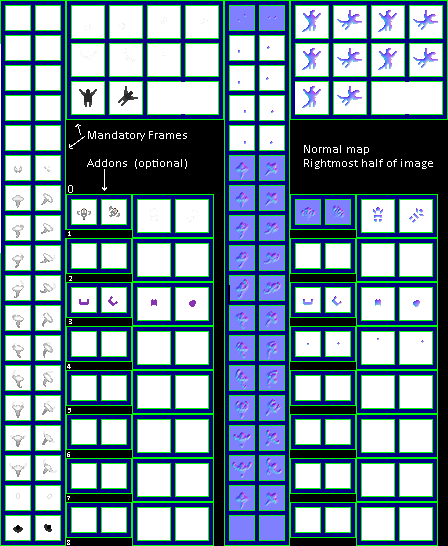 Mandatory Frames
Addons (optional)
Normal map
Rightmost half of image
0
1
2
3
4
5
6
7
8